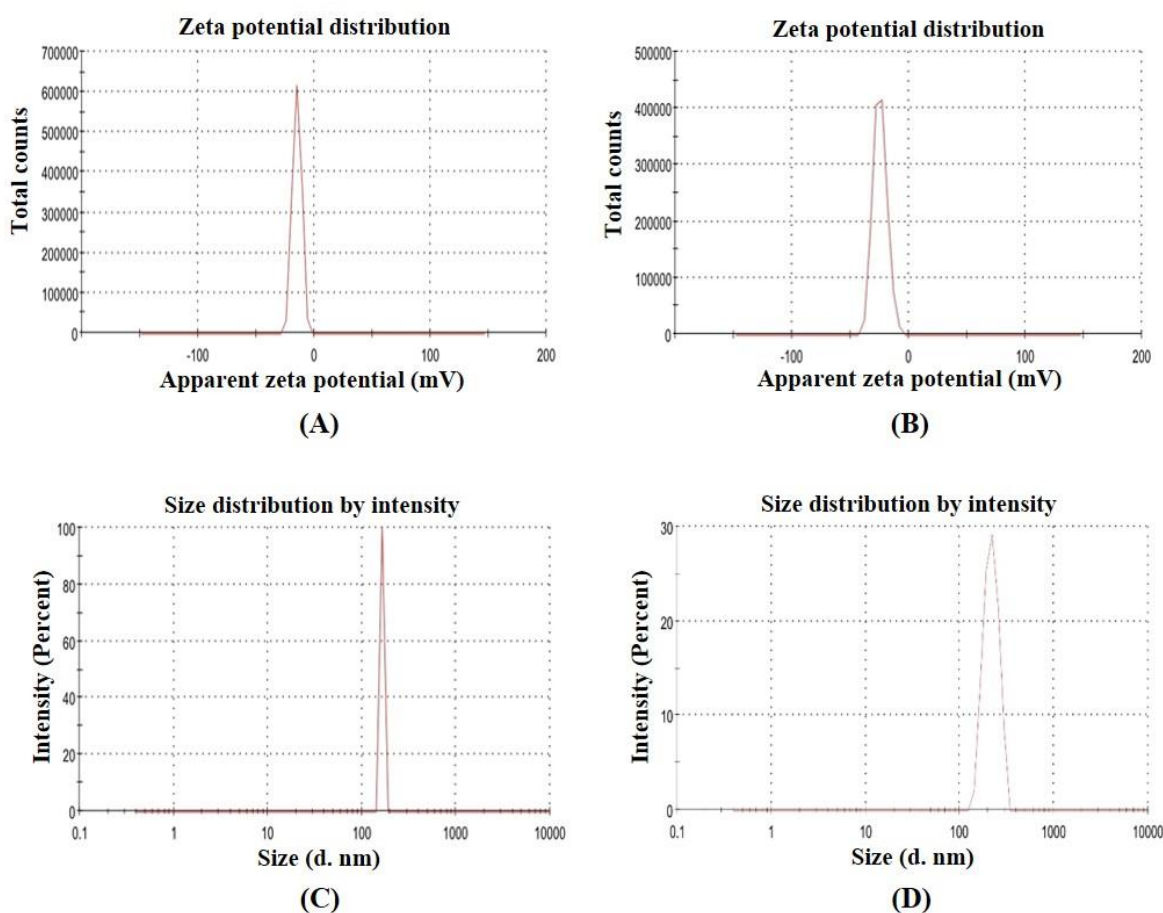 Zeta potential distribution
700000
600000
500000
400000
300000
200000
100000
0
Total counts
-100 0 100 200
Apparent zeta potential (mV)
(A)
Zeta potential distribution
500000
400000
300000
200000
100000
0
Total counts
-100 0 100 200
Apparent zeta potential (mV)
(B)
Size distribution by intensity
100
80
60
40
20
0
Intensity (Percent)
0.1 1 10 100 1000 10000
Size (d. nm)
(C)
Size distribution by intensity
30
20
10
0
Intensity (Percent)
0.1 1 10 100 1000 10000
Size (d. nm)
(D)